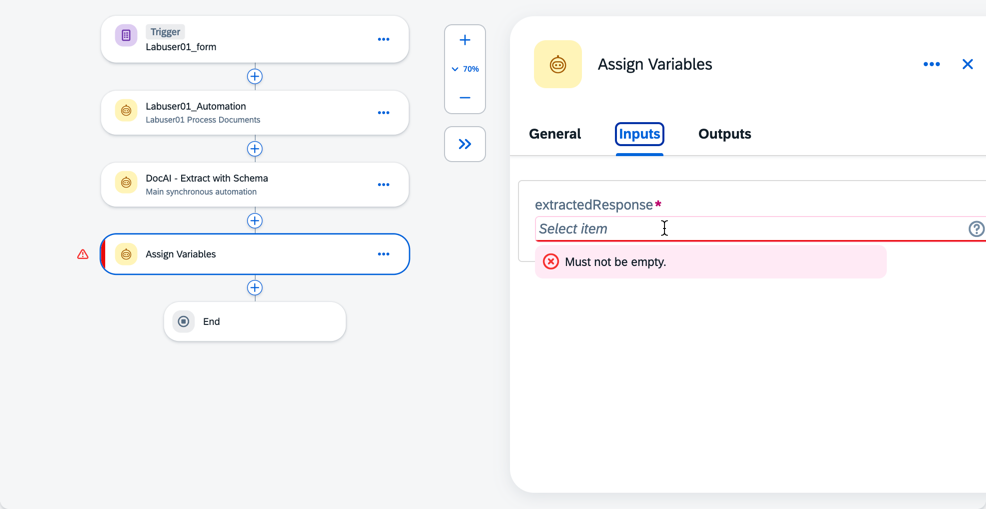 Trigger
Labuser01_form
Labuser01_Automation
Labuser01 Process Documents
DocAI - Extract with Schema
Main synchronous automation
Assign Variables
End
70%
Assign Variables
General
Inputs
Outputs
extractedResponse*
Select item
Must not be empty.